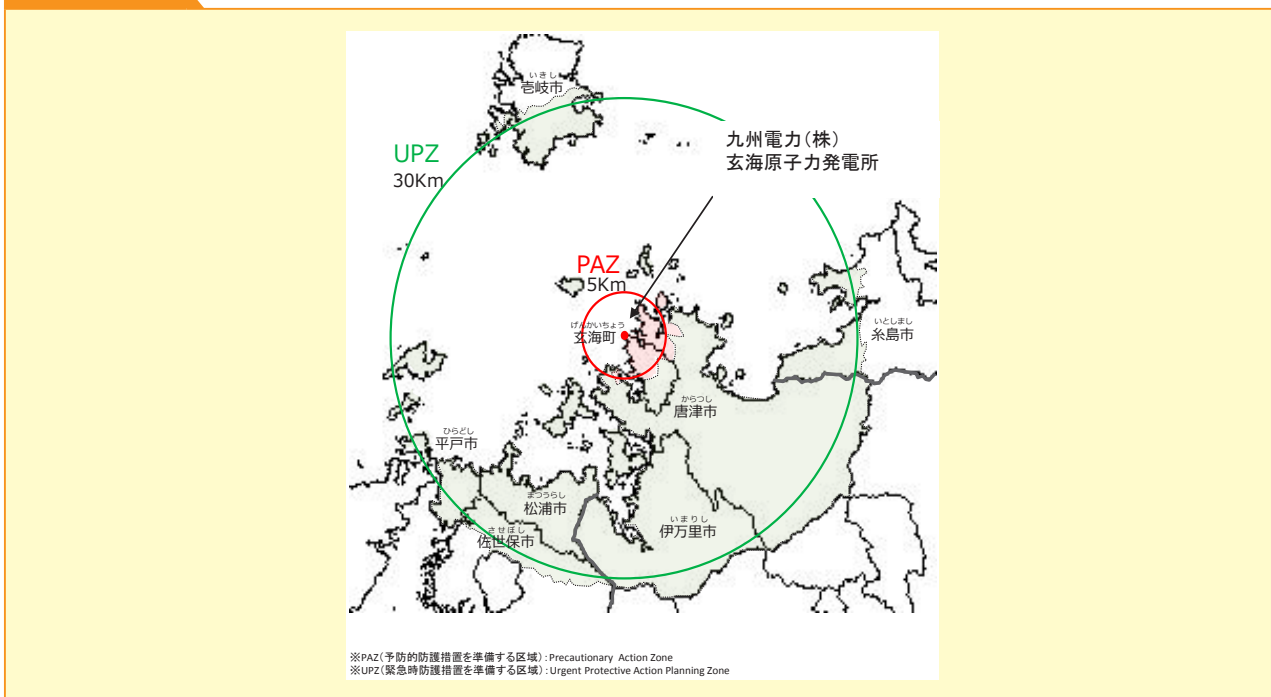 いきし
壱岐市
九州電力(株)
玄海原子力発電所
UPZ
30Km
PAZ
5Km
げんかいちょう
玄海町
いとしまし
糸島市
からつし
唐津市
ひらどし
平戸市
まつうらし
松浦市
いまりし
伊万里市
させぼし
佐世保市
※PAZ(予防的防護措置を準備する区域):Precautionary Action Zone
※UPZ(緊急時防護措置を準備する区域):Urgent Protective Action Planning Zone